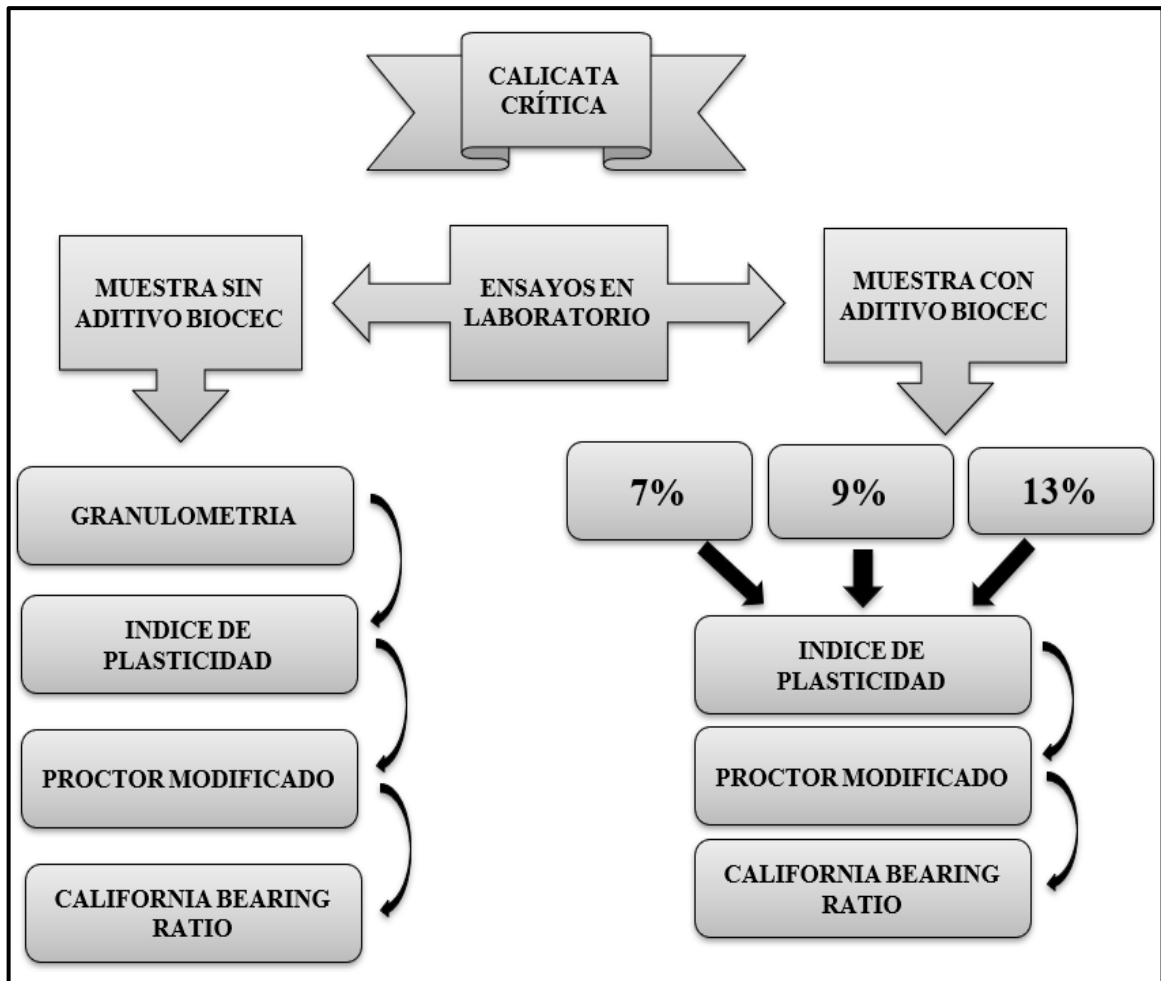 CALICATA
CRÍTICA
MUESTRA SIN
ADITIVO BIOCEC
ENSAYOS EN
LABORATORIO
MUESTRA CON
ADITIVO BIOCEC
GRANULOMETRIA
INDICE DE
PLASTICIDAD
PROCTOR MODIFICADO
CALIFORNIA BEARING
RATIO
7%
9%
13%
INDICE DE
PLASTICIDAD
PROCTOR MODIFICADO
CALIFORNIA BEARING
RATIO